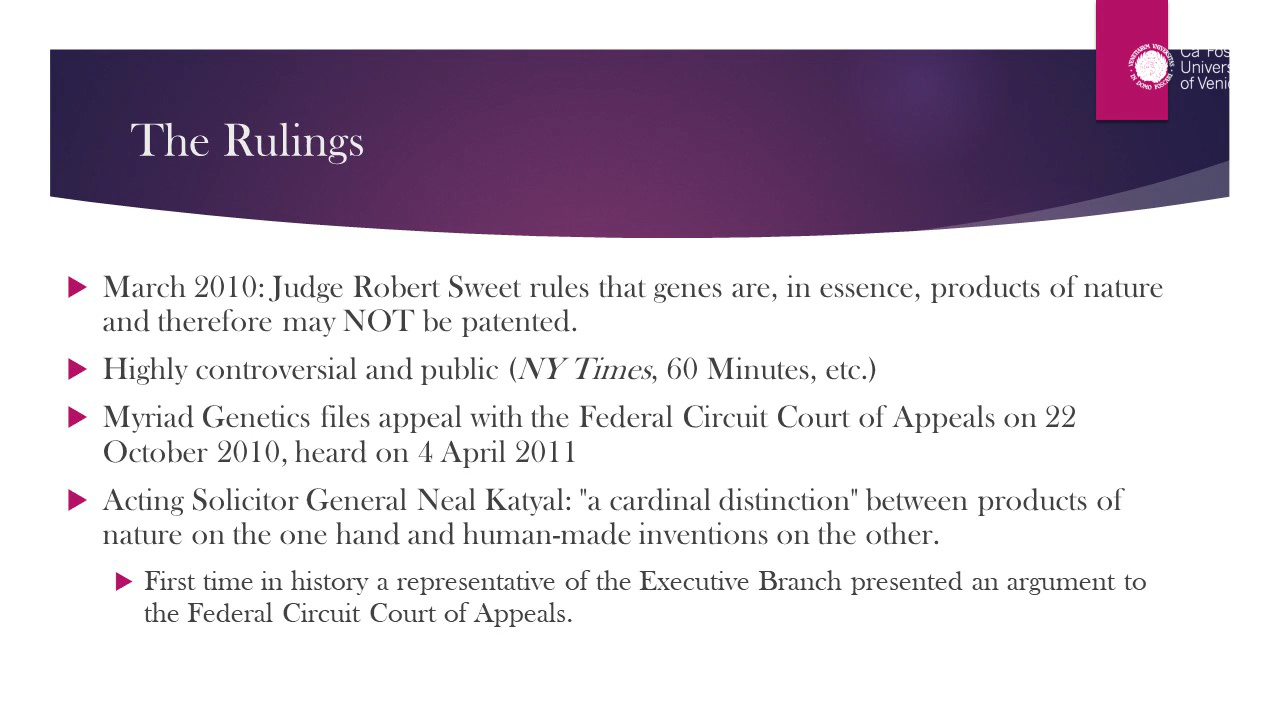 Ca' Fos
Univers
of Veni
The Rulings
March 2010: Judge Robert Sweet rules that genes are, in essence, products of nature
and therefore may NOT be patented.
Highly controversial and public (NY Times, 60 Minutes, etc.)
Myriad Genetics files appeal with the Federal Circuit Court of Appeals on 22
October 2010, heard on 4 April 2011
Acting Solicitor General Neal Katyal: "a cardinal distinction" between products of
nature on the one hand and human-made inventions on the other.
First time in history a representative of the Executive Branch presented an argument to
the Federal Circuit Court of Appeals.